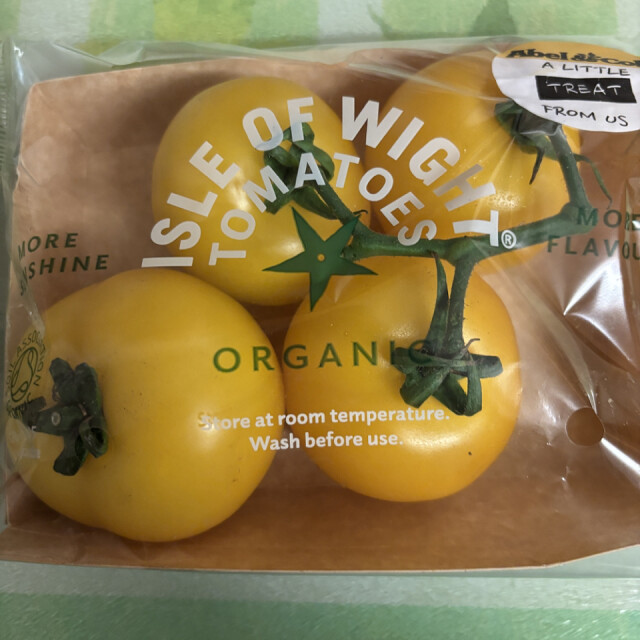 Abel & Col
A LITTLE
TREAT
FROM US
ISLE OF WIGHT
TOMATOES®
MORE
SHINE
MORE
FLAVOU
ORGANIC
Store at room temperature.
Wash before use.